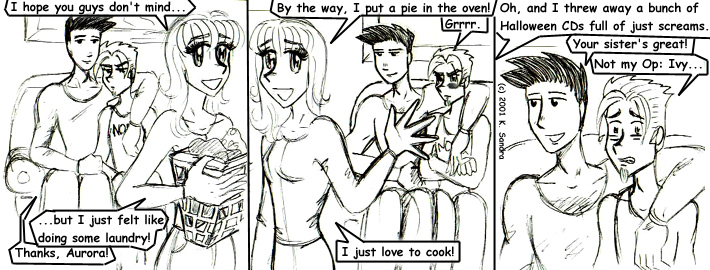 I hope you guys don't mind...
...but I just felt like
doing some laundry!
Thanks, Aurora!
NO
By the way, I put a pie in the oven!
Grrrr.
I just love to cook!
Oh, and I threw away a bunch of
Halloween CDs full of just screams.
Your sister's great!
Not my Op: Ivy...
(c) 2001 K. Sandra